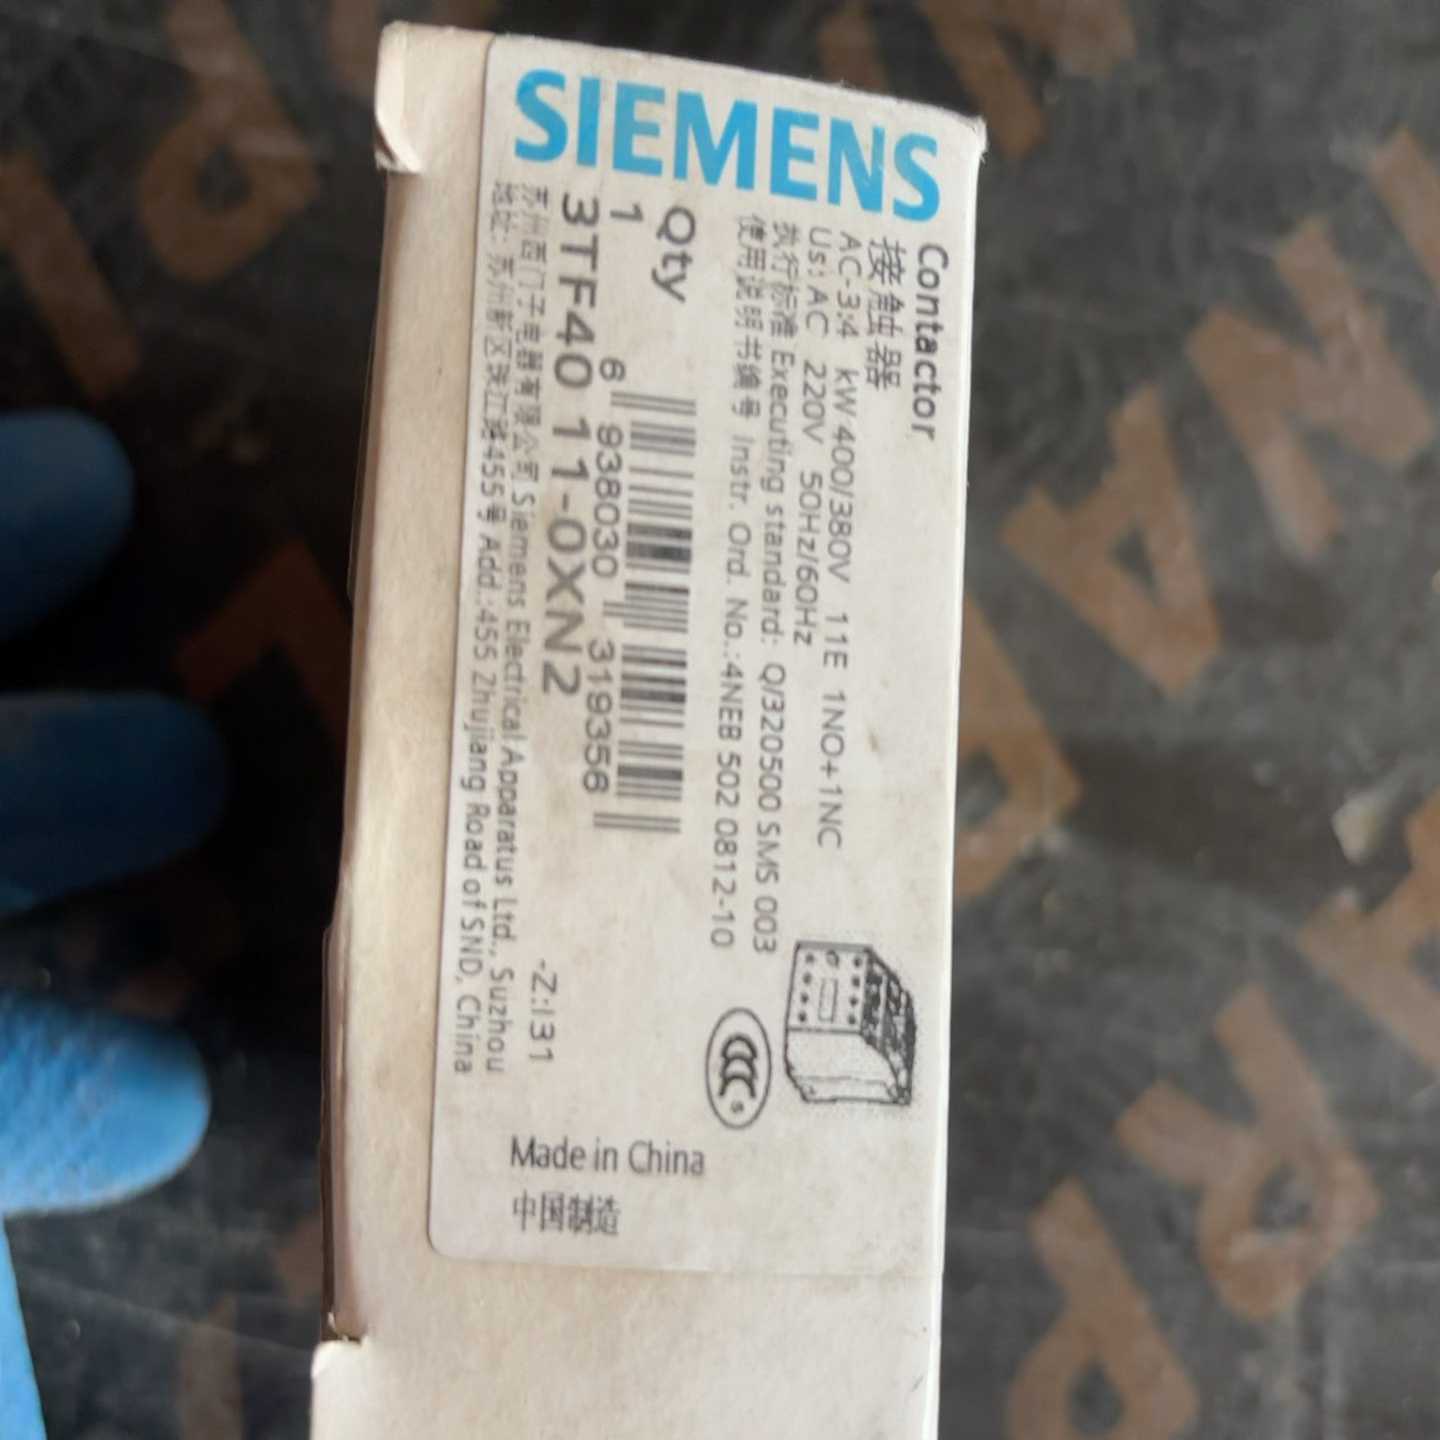 SIEMENS
Contactor
接触器
AC-3:4 kW 400/380V 11E 1NO+1NC
Us: AC 220V 50Hz/60Hz
执行标准 Executing standard: Q/320500 SMS 003
使用说明书编号 Instr. Ord. No.:4NEB 502 0812-10
Qty
1
6 938030 319356
3TF40 11-0XN2
-Z:I31
苏州西门子电器有限公司 Siemens Electrical Apparatus Ltd., Suzhou
地址: 苏州新区珠江路455号 Add.:455 Zhujiang Road of SND, China
CCC S
Made in China
中国制造